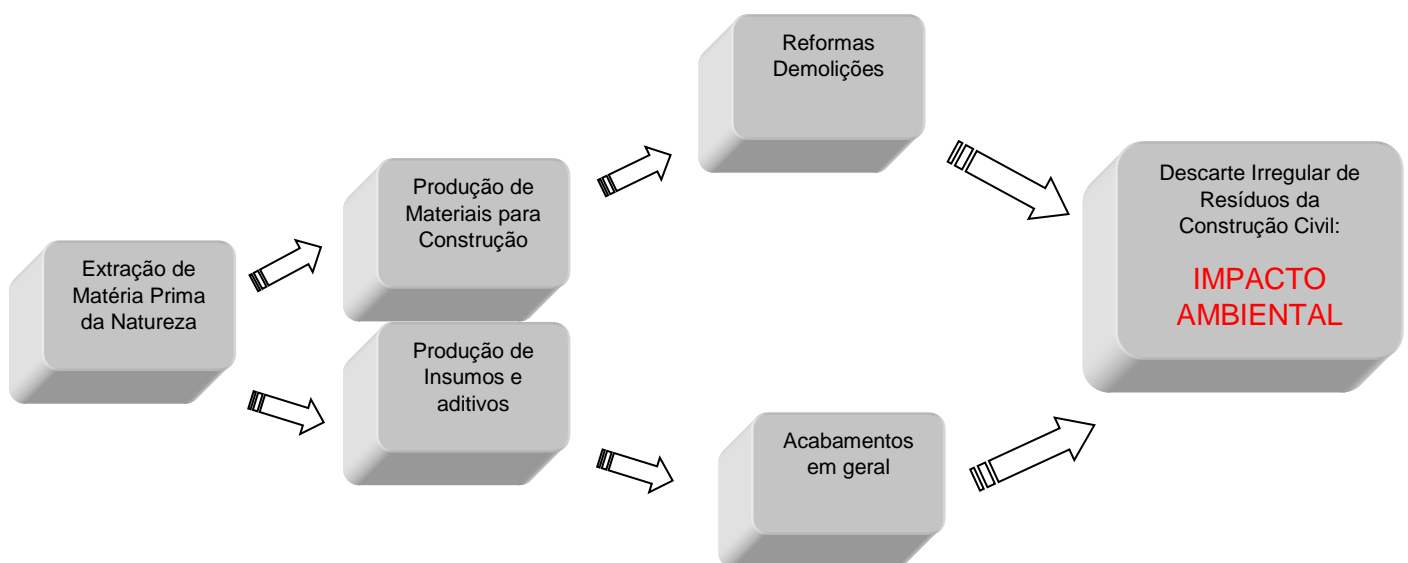 Extração de
Matéria Prima
da Natureza
Produção de
Materiais para
Construção
Produção de
Insumos e
aditivos
Reformas
Demolições
Acabamentos
em geral
Descarte Irregular de
Resíduos da
Construção Civil:
IMPACTO
AMBIENTAL